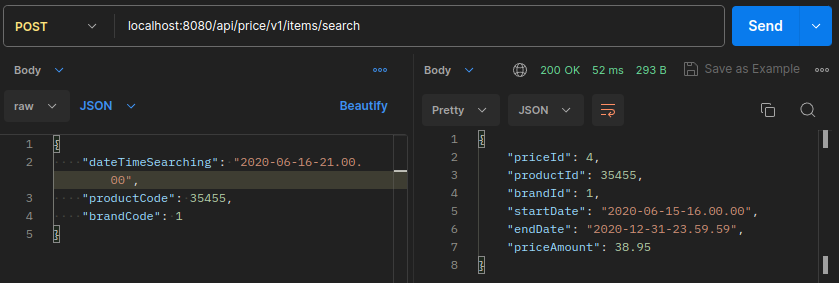 POST localhost:8080/api/price/v1/items/search Send
Body
raw JSON Beautify
1 {
2 "dateTimeSearching": "2020-06-16-21.00.
00",
3 "productCode": 35455,
4 "brandCode": 1
5 }
Body 200 OK 52 ms 293 B Save as Example
Pretty JSON
1 {
2 "priceId": 4,
3 "productId": 35455,
4 "brandId": 1,
5 "startDate": "2020-06-15-16.00.00",
6 "endDate": "2020-12-31-23.59.59",
7 "priceAmount": 38.95
8 }